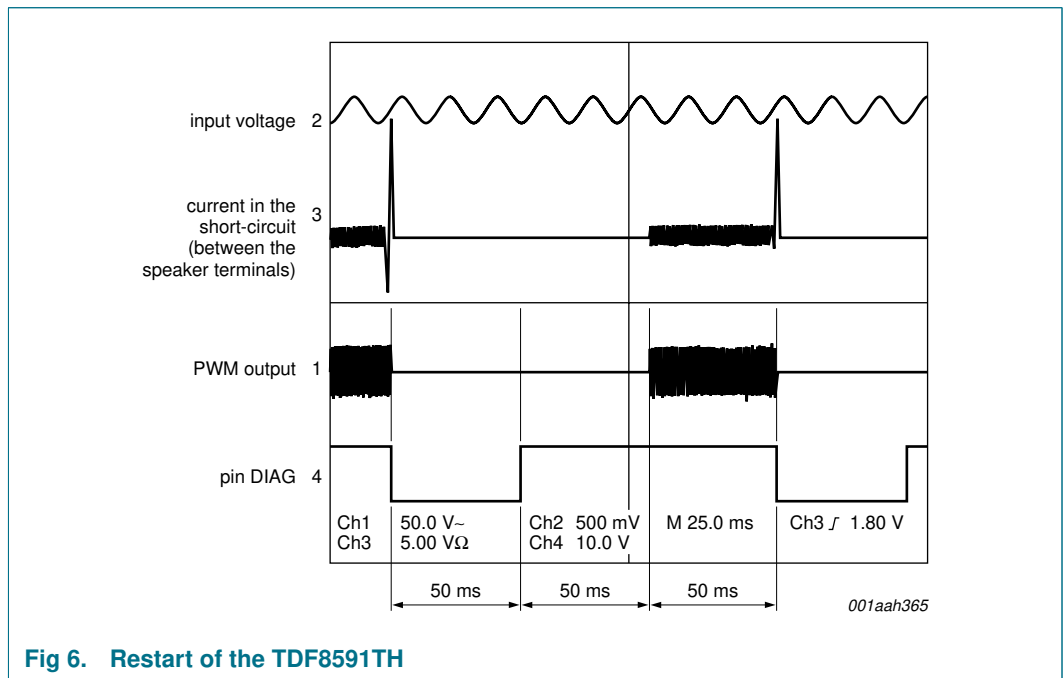 input voltage 2
current in the
short-circuit
(between the
speaker terminals)
3
PWM output 1
pin DIAG 4
Ch1 50.0 V~ Ch2 500 mV M 25.0 ms Ch3 ⎍ 1.80 V
Ch3 5.00 VΩ Ch4 10.0 V
50 ms 50 ms 50 ms
001aah365
Fig 6. Restart of the TDF8591TH